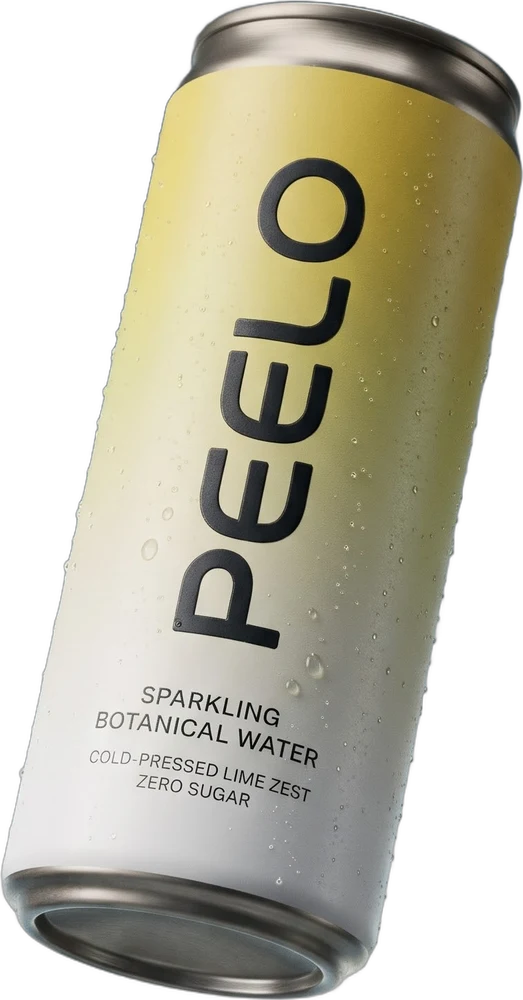 PEELO
SPARKLING
BOTANICAL WATER
COLD-PRESSED LIME ZEST
ZERO SUGAR